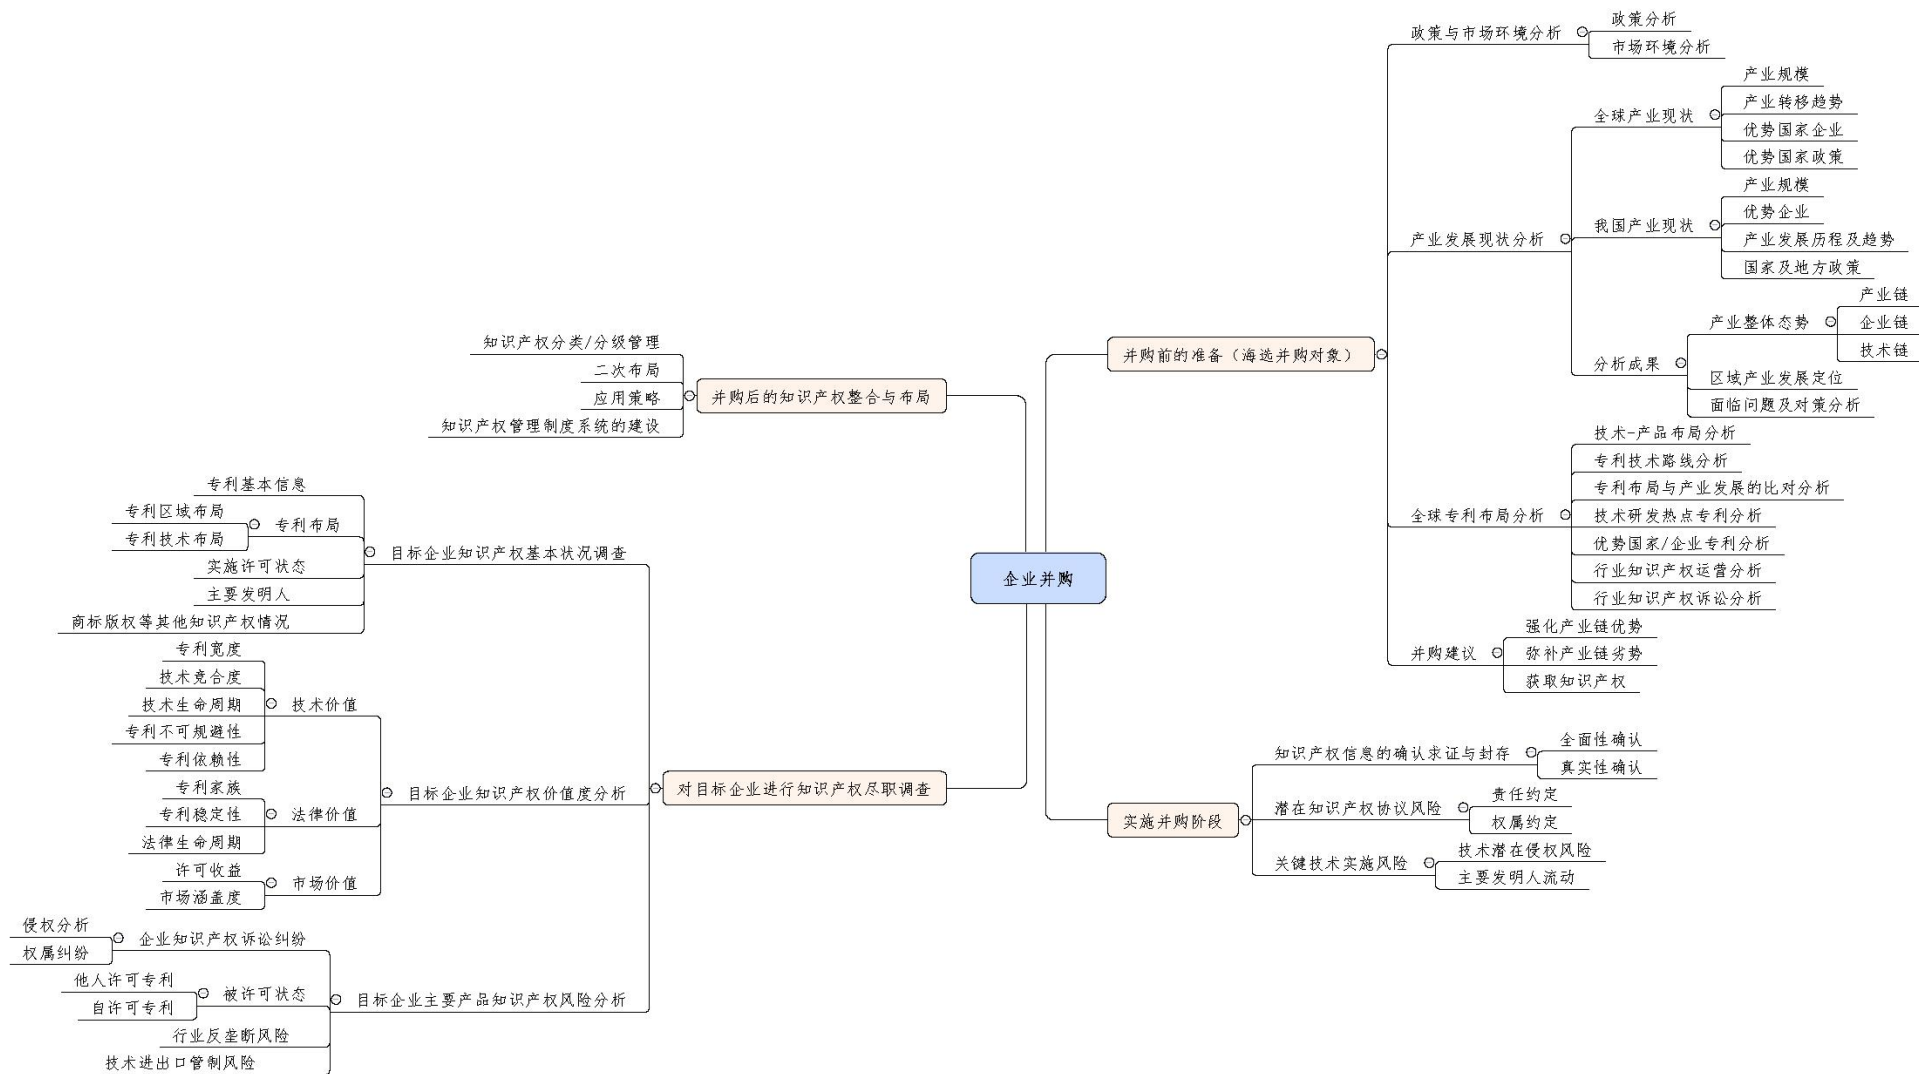 企业并购
并购前的准备（海选并购对象）
政策与市场环境分析
政策分析
市场环境分析
产业发展现状分析
全球产业现状
产业规模
产业转移趋势
优势国家企业
优势国家政策
我国产业现状
产业规模
优势企业
产业发展历程及趋势
国家及地方政策
分析成果
产业整体态势
产业链
企业链
技术链
区域产业发展定位
面临问题及对策分析
全球专利布局分析
技术-产品布局分析
专利技术路线分析
专利布局与产业发展的比对分析
技术研发热点专利分析
优势国家/企业专利分析
行业知识产权运营分析
行业知识产权诉讼分析
并购建议
强化产业链优势
弥补产业链劣势
获取知识产权
实施并购阶段
知识产权信息的确认求证与封存
全面性确认
真实性确认
潜在知识产权协议风险
责任约定
权属约定
关键技术实施风险
技术潜在侵权风险
主要发明人流动
并购后的知识产权整合与布局
知识产权分类/分级管理
二次布局
应用策略
知识产权管理制度系统的建设
对目标企业进行知识产权尽职调查
目标企业知识产权基本状况调查
专利基本信息
专利布局
专利区域布局
专利技术布局
实施许可状态
主要发明人
商标版权等其他知识产权情况
目标企业知识产权价值度分析
技术价值
专利宽度
技术竞合度
技术生命周期
专利不可规避性
专利依赖性
法律价值
专利家族
专利稳定性
法律生命周期
市场价值
许可收益
市场涵盖度
目标企业主要产品知识产权风险分析
企业知识产权诉讼纠纷
侵权分析
权属纠纷
被许可状态
他人许可专利
自许可专利
行业反垄断风险
技术进出口管制风险